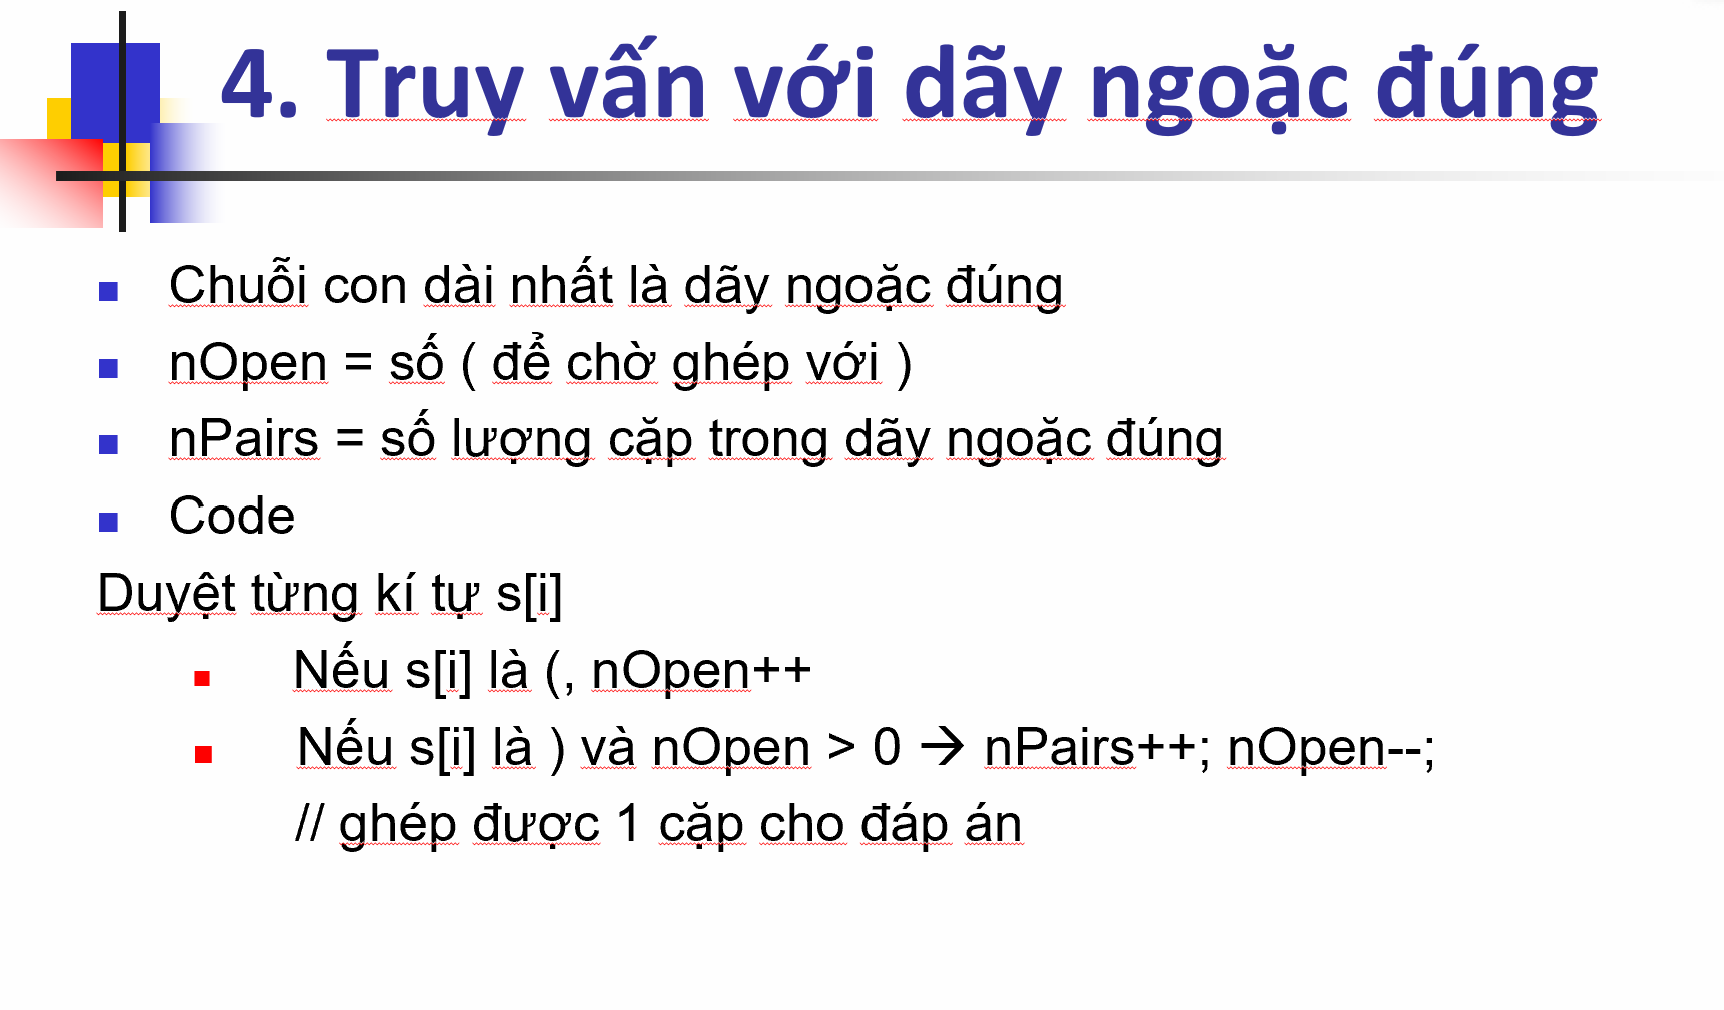 4. Truy vấn với dãy ngoặc đúng
Chuỗi con dài nhất là dãy ngoặc đúng
nOpen = số ( để chờ ghép với )
nPairs = số lượng cặp trong dãy ngoặc đúng
Code
Duyệt từng kí tự s[i]
Nếu s[i] là (, nOpen++
Nếu s[i] là ) và nOpen > 0 → nPairs++; nOpen--;
// ghép được 1 cặp cho đáp án